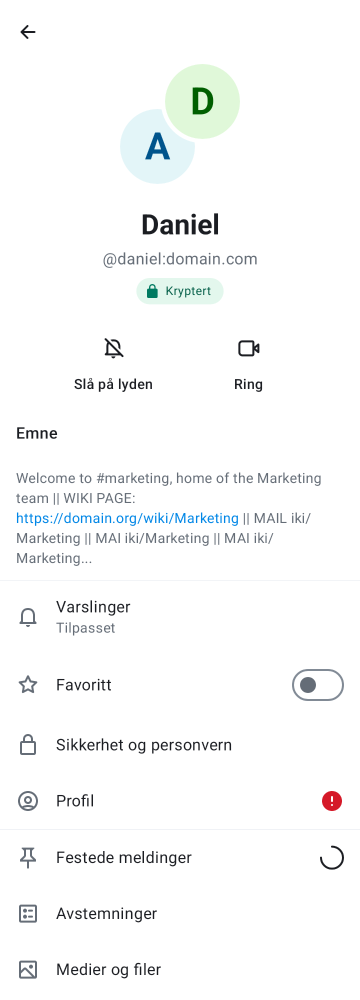 D
A
Daniel
@daniel:domain.com
Kryptert
Slå på lyden
Ring
Emne
Welcome to #marketing, home of the Marketing
team || WIKI PAGE:
https://domain.org/wiki/Marketing || MAIL iki/
Marketing || MAI iki/Marketing || MAI iki/
Marketing...
Varslinger
Tilpasset
Favoritt
Sikkerhet og personvern
Profil
Festede meldinger
Avstemninger
Medier og filer